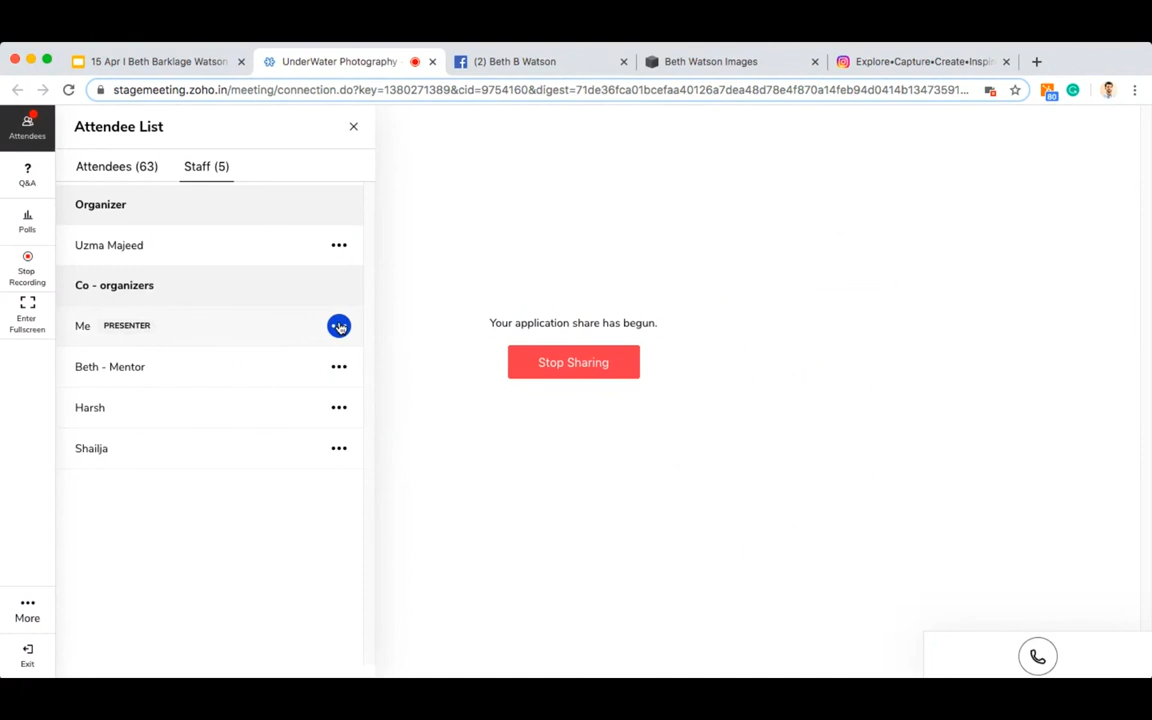 15 Apr I Beth Barklage Watson
UnderWater Photography
(2) Beth B Watson
Beth Watson Images
Explore•Capture•Create•Inspi
stagemeeting.zoho.in/meeting/connection.do?key=1380271389&cid=9754160&digest=71de36fca01bcefaa40126a7dea48d78e4f870a14feb94d0414b13473591...
80
Attendees
Q&A
Polls
Stop
Recording
Enter
Fullscreen
More
Exit
Attendee List
Attendees (63)
Staff (5)
Organizer
Uzma Majeed
Co - organizers
Me PRESENTER
Beth - Mentor
Harsh
Shailja
Your application share has begun.
Stop Sharing